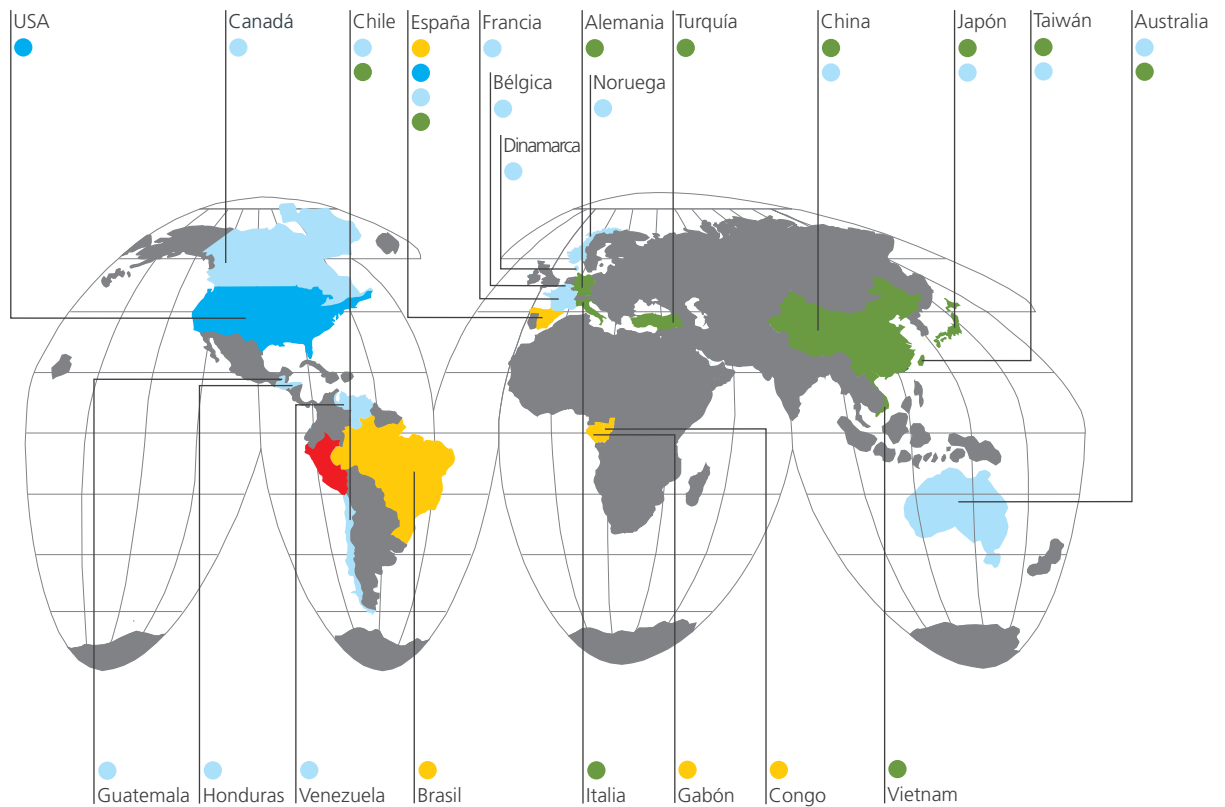 USA
Canadá
Chile
España
Francia
Alemania
Turquía
China
Japón
Taiwán
Australia
Bélgica
Noruega
Dinamarca
Guatemala
Honduras
Venezuela
Brasil
Italia
Gabón
Congo
Vietnam